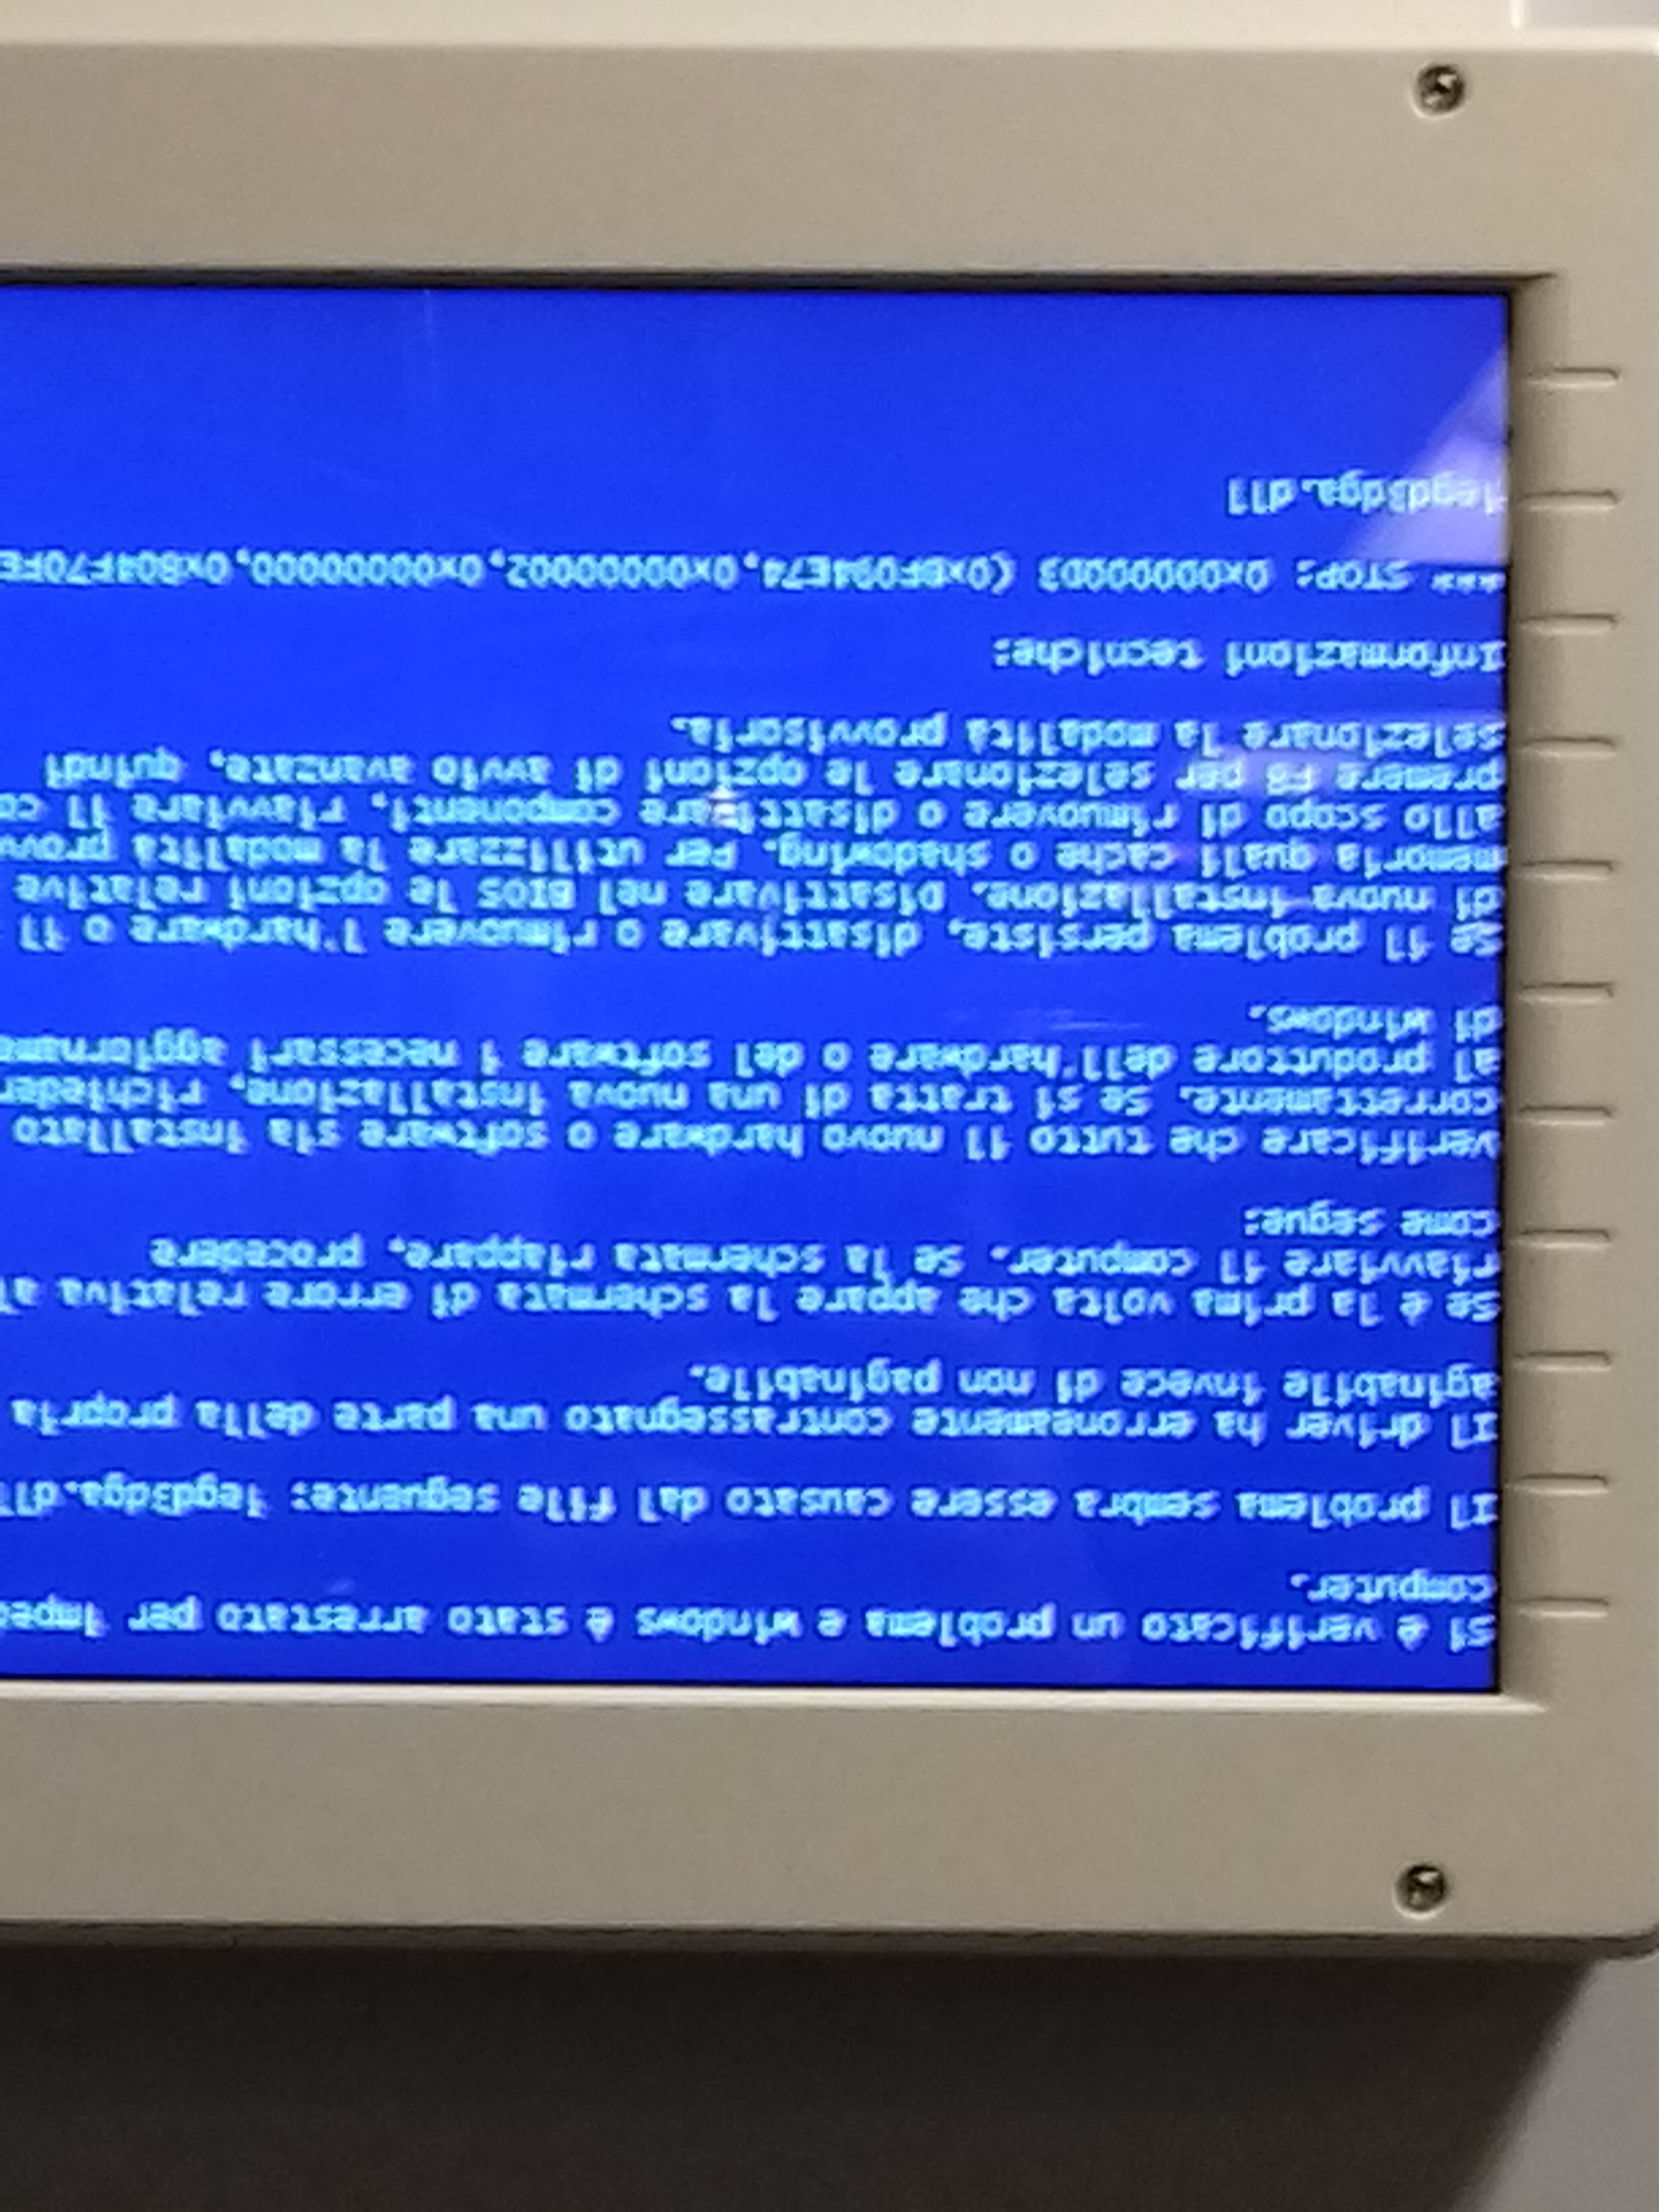 Si è verificato un problema e Windows è stato arrestato per impe
computer.
Il problema sembra essere causato dal file seguente: iegd3dga.dll
Il driver ha erroneamente contrassegnato una parte della propria
aginabile invece di non paginabile.
Se è la prima volta che appare la schermata di errore relativa al
riavviare il computer. Se la schermata riappare, procedere
come segue:
Verificare che tutto il nuovo hardware o software sia installato
correttamente. Se si tratta di una nuova installazione, richieder
al produttore dell'hardware o del software i necessari aggiorname
di Windows.
Se il problema persiste, disattivare o rimuovere l'hardware o il
di nuova installazione. Disattivare nel BIOS le opzioni relative
memoria quali cache o shadowing. Per utilizzare la modalità provv
allo scopo di rimuovere o disattivare componenti, riavviare il co
premere F8 per selezionare le opzioni di avvio avanzate, quindi
selezionare la modalità provvisoria.
Informazioni tecniche:
*** STOP: 0x000000D3 (0xBF094E74,0x00000002,0x00000000,0x804F70FE
iegd3dga.dll